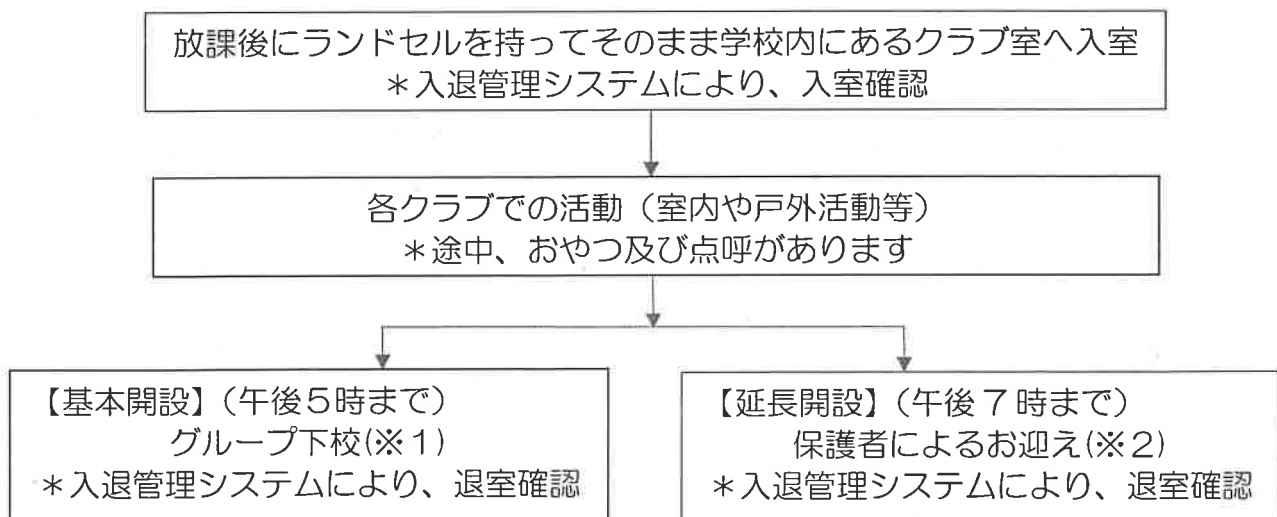 放課後にランドセルを持ってそのまま学校内にあるクラブ室へ入室
＊入退管理システムにより、入室確認
各クラブでの活動（室内や戸外活動等）
＊途中、おやつ及び点呼があります
【基本開設】（午後５時まで）
グループ下校(※１)
＊入退管理システムにより、退室確認
【延長開設】（午後７時まで）
保護者によるお迎え(※２)
＊入退管理システムにより、退室確認